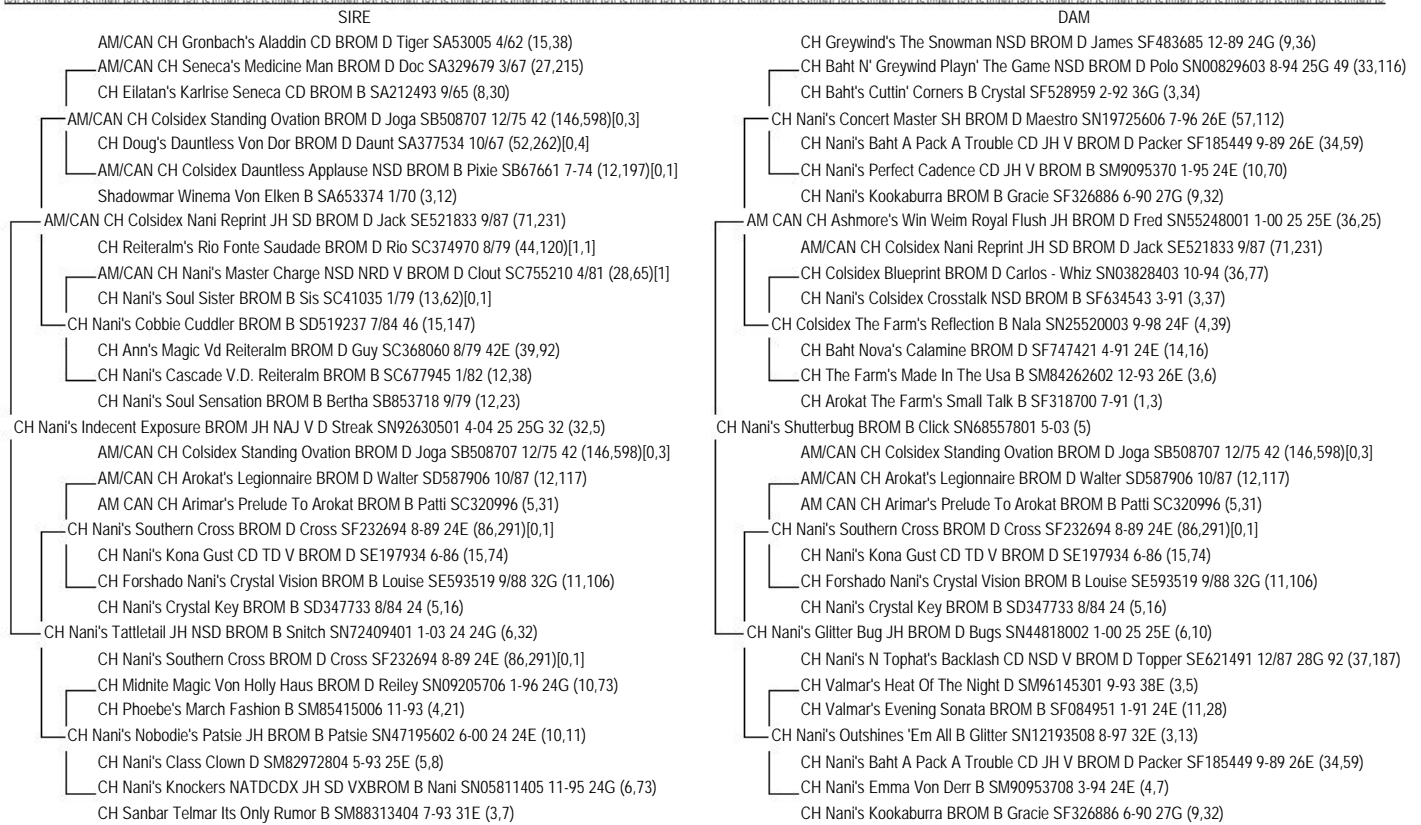 SIRE
AM/CAN CH Gronbach's Aladdin CD BROM D Tiger SA53005 4/62 (15,38)
AM/CAN CH Seneca's Medicine Man BROM D Doc SA329679 3/67 (27,215)
CH Eilatan's Karlrise Seneca CD BROM B SA212493 9/65 (8,30)
AM/CAN CH Colsidex Standing Ovation BROM D Joga SB508707 12/75 42 (146,598)[0,3]
CH Doug's Dauntless Von Dor BROM D Daunt SA377534 10/67 (52,262)[0,4]
AM/CAN CH Colsidex Dauntless Applause NSD BROM B Pixie SB67661 7-74 (12,197)[0,1]
Shadowmar Winema Von Elken B SA653374 1/70 (3,12)
AM/CAN CH Colsidex Nani Reprint JH SD BROM D Jack SE521833 9/87 (71,231)
CH Reiteralm's Rio Fonte Saudade BROM D Rio SC374970 8/79 (44,120)[1,1]
AM/CAN CH Nani's Master Charge NSD NRD V BROM D Clout SC755210 4/81 (28,65)[1]
CH Nani's Soul Sister BROM B Sis SC41035 1/79 (13,62)[0,1]
CH Nani's Cobbie Cuddler BROM B SD519237 7/84 46 (15,147)
CH Ann's Magic Vd Reiteralm BROM D Guy SC368060 8/79 42E (39,92)
CH Nani's Cascade V.D. Reiteralm BROM B SC677945 1/82 (12,38)
CH Nani's Soul Sensation BROM B Bertha SB853718 9/79 (12,23)
CH Nani's Indecent Exposure BROM JH NAJ V D Streak SN92630501 4-04 25 25G 32 (32,5)
AM/CAN CH Colsidex Standing Ovation BROM D Joga SB508707 12/75 42 (146,598)[0,3]
AM/CAN CH Arokat's Legionnaire BROM D Walter SD587906 10/87 (12,117)
AM CAN CH Arimar's Prelude To Arokat BROM B Patti SC320996 (5,31)
CH Nani's Southern Cross BROM D Cross SF232694 8-89 24E (86,291)[0,1]
CH Nani's Kona Gust CD TD V BROM D SE197934 6-86 (15,74)
CH Forshado Nani's Crystal Vision BROM B Louise SE593519 9/88 32G (11,106)
CH Nani's Crystal Key BROM B SD347733 8/84 24 (5,16)
CH Nani's Tattletail JH NSD BROM B Snitch SN72409401 1-03 24 24G (6,32)
CH Nani's Southern Cross BROM D Cross SF232694 8-89 24E (86,291)[0,1]
CH Midnite Magic Von Holly Haus BROM D Reiley SN09205706 1-96 24G (10,73)
CH Phoebe's March Fashion B SM85415006 11-93 (4,21)
CH Nani's Nobodie's Patsie JH BROM B Patsie SN47195602 6-00 24 24E (10,11)
CH Nani's Class Clown D SM82972804 5-93 25E (5,8)
CH Nani's Knockers NATDCDX JH SD VXBROM B Nani SN05811405 11-95 24G (6,73)
CH Sanbar Telmar Its Only Rumor B SM88313404 7-93 31E (3,7)
DAM
CH Greywind's The Snowman NSD BROM D James SF483685 12-89 24G (9,36)
CH Baht N' Greywind Playn' The Game NSD BROM D Polo SN00829603 8-94 25G 49 (33,116)
CH Baht's Cuttin' Corners B Crystal SF528959 2-92 36G (3,34)
CH Nani's Concert Master SH BROM D Maestro SN19725606 7-96 26E (57,112)
CH Nani's Baht A Pack A Trouble CD JH V BROM D Packer SF185449 9-89 26E (34,59)
CH Nani's Perfect Cadence CD JH V BROM B SM9095370 1-95 24E (10,70)
CH Nani's Kookaburra BROM B Gracie SF326886 6-90 27G (9,32)
AM CAN CH Ashmore's Win Weim Royal Flush JH BROM D Fred SN55248001 1-00 25 25E (36,25)
AM/CAN CH Colsidex Nani Reprint JH SD BROM D Jack SE521833 9/87 (71,231)
CH Colsidex Blueprint BROM D Carlos - Whiz SN03828403 10-94 (36,77)
CH Nani's Colsidex Crosstalk NSD BROM B SF634543 3-91 (3,37)
CH Colsidex The Farm's Reflection B Nala SN25520003 9-98 24F (4,39)
CH Baht Nova's Calamine BROM D SF747421 4-91 24E (14,16)
CH The Farm's Made In The Usa B SM84262602 12-93 26E (3,6)
CH Arokat The Farm's Small Talk B SF318700 7-91 (1,3)
CH Nani's Shutterbug BROM B Click SN68557801 5-03 (5)
AM/CAN CH Colsidex Standing Ovation BROM D Joga SB508707 12/75 42 (146,598)[0,3]
AM/CAN CH Arokat's Legionnaire BROM D Walter SD587906 10/87 (12,117)
AM CAN CH Arimar's Prelude To Arokat BROM B Patti SC320996 (5,31)
CH Nani's Southern Cross BROM D Cross SF232694 8-89 24E (86,291)[0,1]
CH Nani's Kona Gust CD TD V BROM D SE197934 6-86 (15,74)
CH Forshado Nani's Crystal Vision BROM B Louise SE593519 9/88 32G (11,106)
CH Nani's Crystal Key BROM B SD347733 8/84 24 (5,16)
CH Nani's Glitter Bug JH BROM D Bugs SN44818002 1-00 25 25E (6,10)
CH Nani's N Tophat's Backlash CD NSD V BROM D Topper SE621491 12/87 28G 92 (37,187)
CH Valmar's Heat Of The Night D SM96145301 9-93 38E (3,5)
CH Valmar's Evening Sonata BROM B SF084951 1-91 24E (11,28)
CH Nani's Outshines 'Em All B Glitter SN12193508 8-97 32E (3,13)
CH Nani's Baht A Pack A Trouble CD JH V BROM D Packer SF185449 9-89 26E (34,59)
CH Nani's Emma Von Derr B SM90953708 3-94 24E (4,7)
CH Nani's Kookaburra BROM B Gracie SF326886 6-90 27G (9,32)